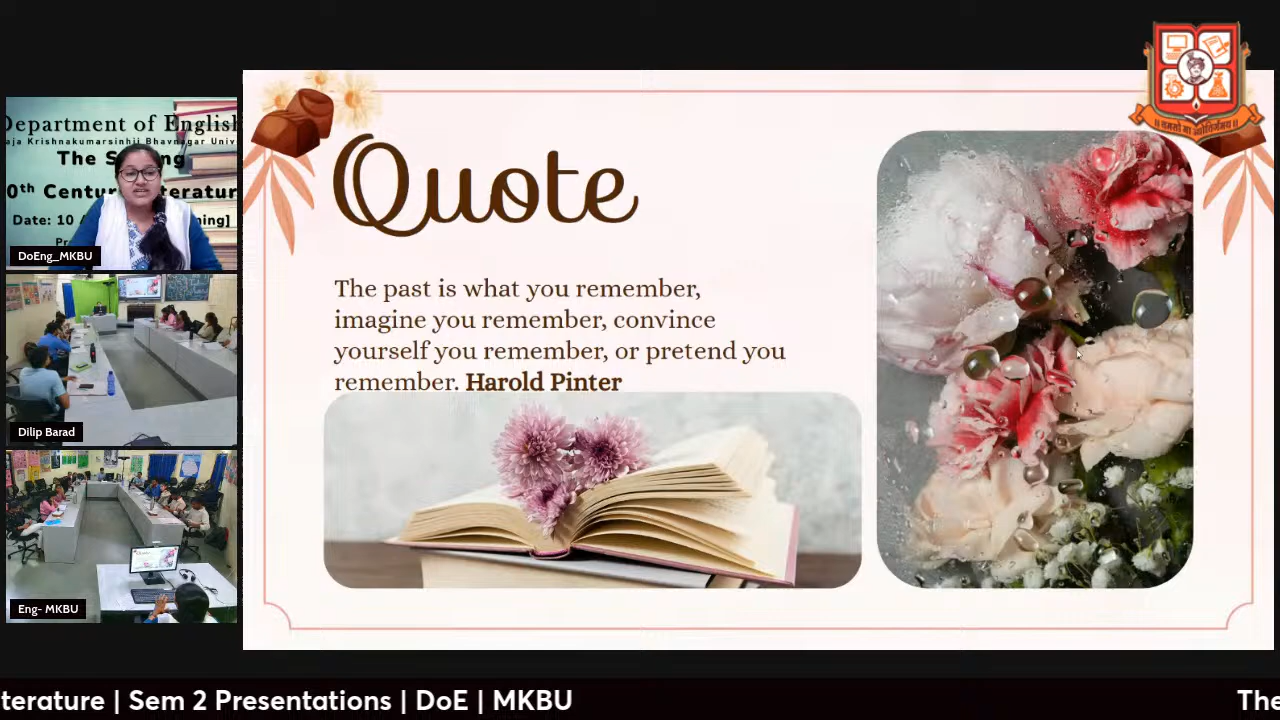 Department of English
The S
Date: 10
DoEng_MKBU
Dilip Barad
Eng- MKBU
Quote
The past is what you remember,
imagine you remember, convince
yourself you remember, or pretend you
remember. Harold Pinter
terature | Sem 2 Presentations | DoE | MKBU
The